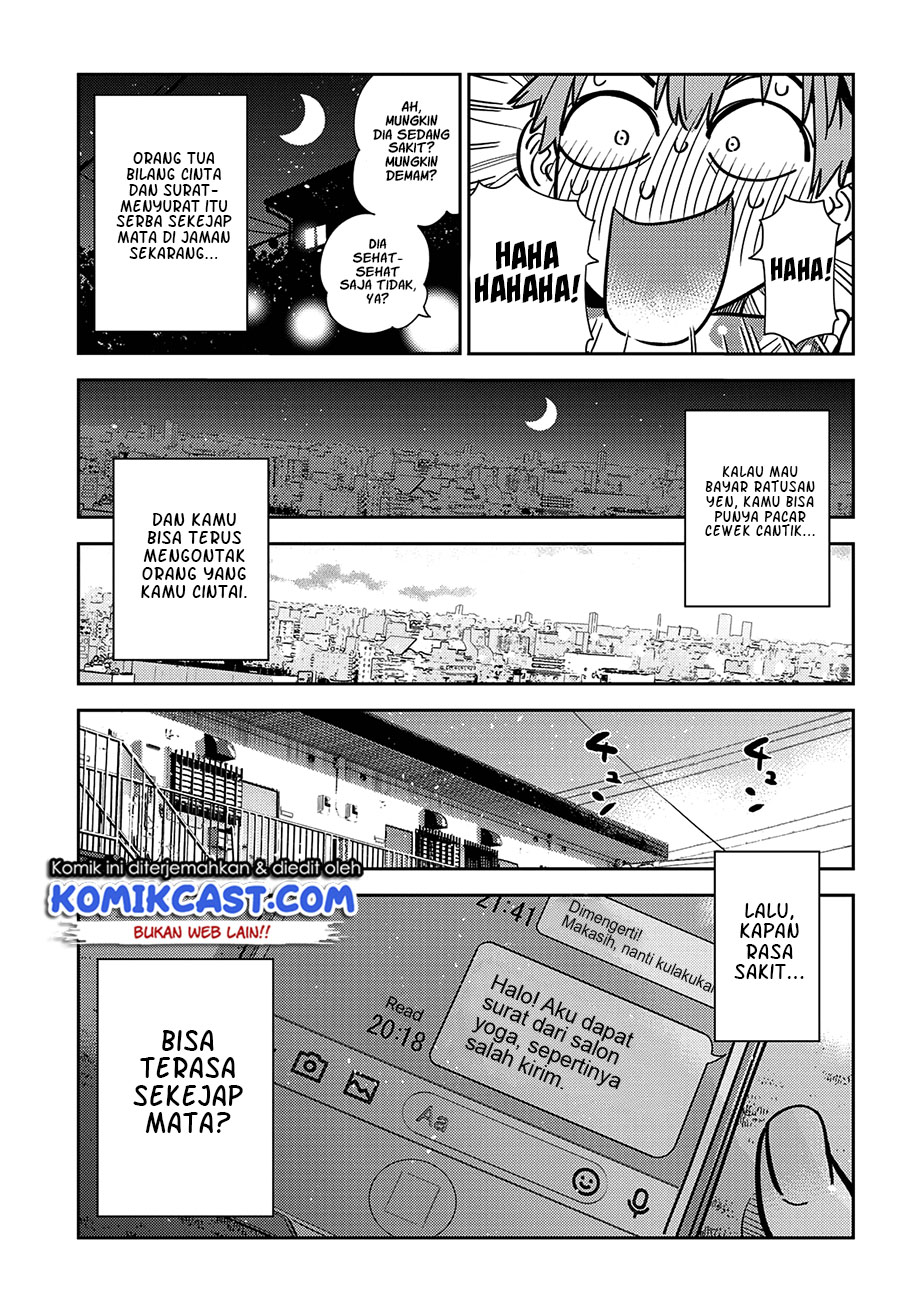 HAHA!
HAHA
HAHAHA!
AH,
MUNGKIN
DIA SEDANG
SAKIT?
MUNGKIN
DEMAM?
DIA
SEHAT-
SEHAT
SAJA TIDAK,
YA?
ORANG TUA
BILANG CINTA
DAN SURAT-
MENYURAT ITU
SERBA SEKEJAP
MATA DI JAMAN
SEKARANG...
KALAU MAU
BAYAR RATUSAN
YEN, KAMU BISA
PUNYA PACAR
CEWEK CANTIK...
DAN KAMU
BISA TERUS
MENGONTAK
ORANG YANG
KAMU CINTAI.
LALU,
KAPAN
RASA
SAKIT...
Komik ini diterjemahkan & diedit oleh
KOMIKCAST.COM
BUKAN WEB LAIN!!
21:41
Dimengerti!
Makasih, nanti kulakukan
Read
20:18
Halo! Aku dapat
surat dari salon
yoga, sepertinya
salah kirim.
Aa
BISA
TERASA
SEKEJAP
MATA?